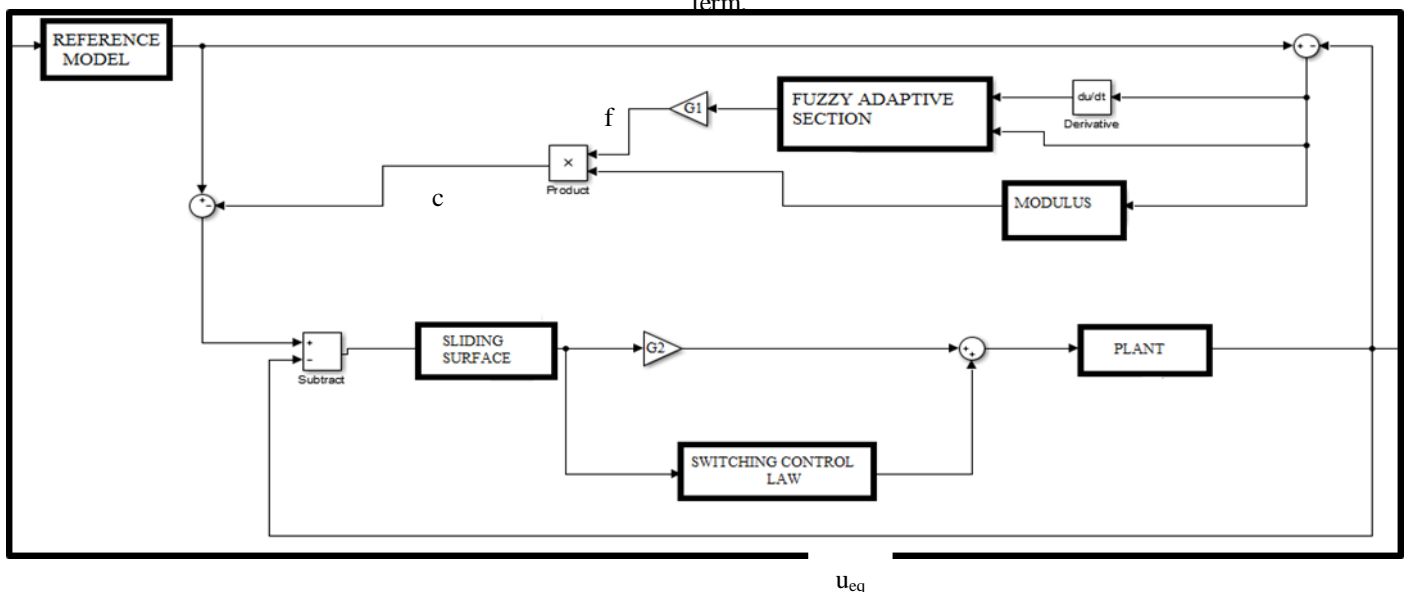 term.
REFERENCE
MODEL
+ -
FUZZY ADAPTIVE
SECTION
du/dt
Derivative
G1
f
×
Product
MODULUS
c
+
-
+
-
Subtract
SLIDING
SURFACE
G2
+
+
PLANT
SWITCHING CONTROL
LAW
ueq